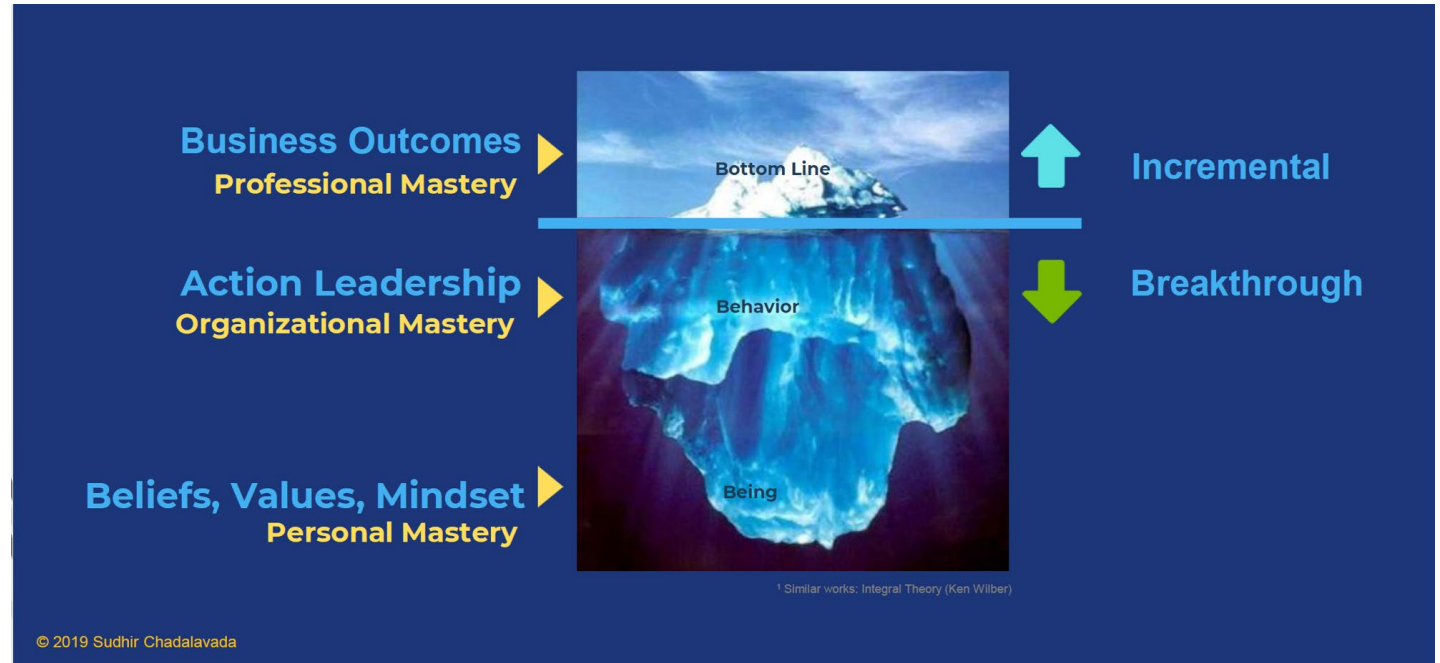 Business Outcomes
Professional Mastery
Bottom Line
Incremental
Action Leadership
Organizational Mastery
Behavior
Breakthrough
Beliefs, Values, Mindset
Personal Mastery
Being
¹ Similar works: Integral Theory (Ken Wilber)
© 2019 Sudhir Chadalavada